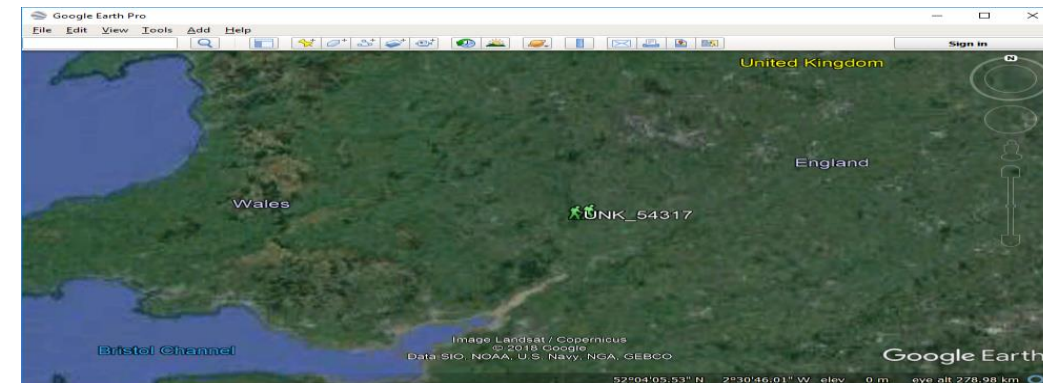 Google Earth Pro
File Edit View Tools Add Help
Sign in
United Kingdom
N
England
Wales
UNK_54317
Image Landsat / Copernicus
© 2018 Google
Bristol Channel
Data SIO, NOAA, U.S. Navy, NGA, GEBCO
Google Earth
52°04'05.53" N 2°30'46.01" W elev 0 m eye alt 278.98 km